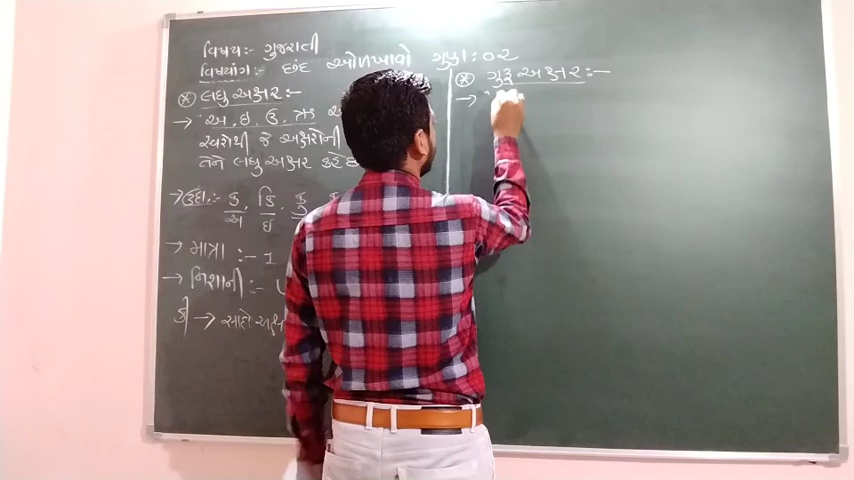 વિષય:- ગુજરાતી
વિષયાંગ:- છંદ ઓળખાવો ગુણ : ૦૨
* લઘુ અક્ષર :-
→ અ, ઇ, ઉ, ઋ
સ્વરોથી જે અક્ષરોની
તેને લઘુ અક્ષર કહે છે
→ ઉદા.:- ક, કિ, કુ
અ ઇ
→ માત્રા :- 1
→ નિશાની :- U
→ સાદો
* ગુરુ અક્ષર :-
→